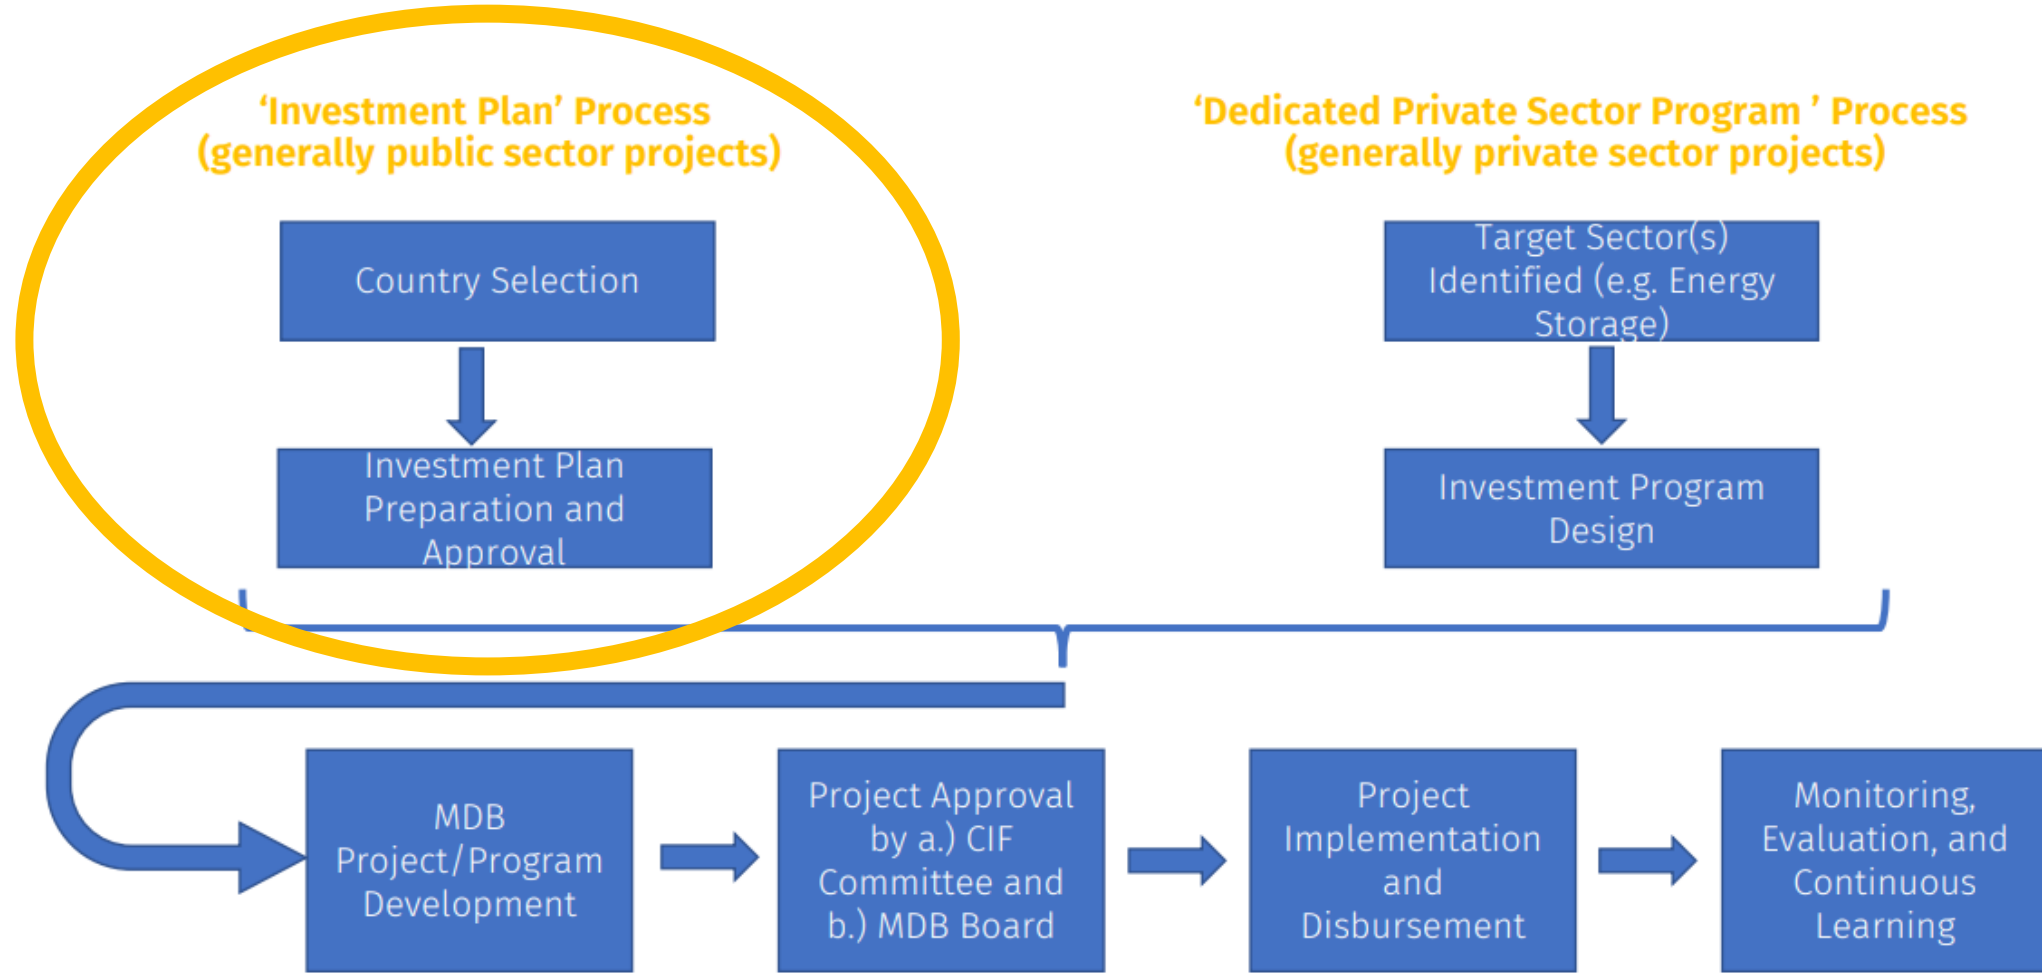 ‘Investment Plan’ Process
(generally public sector projects)
‘Dedicated Private Sector Program ’ Process
(generally private sector projects)
Country Selection
Investment Plan
Preparation and
Approval
Target Sector(s)
Identified (e.g. Energy
Storage)
Investment Program
Design
MDB
Project/Program
Development
Project Approval
by a.) CIF
Committee and
b.) MDB Board
Project
Implementation
and
Disbursement
Monitoring,
Evaluation, and
Continuous
Learning